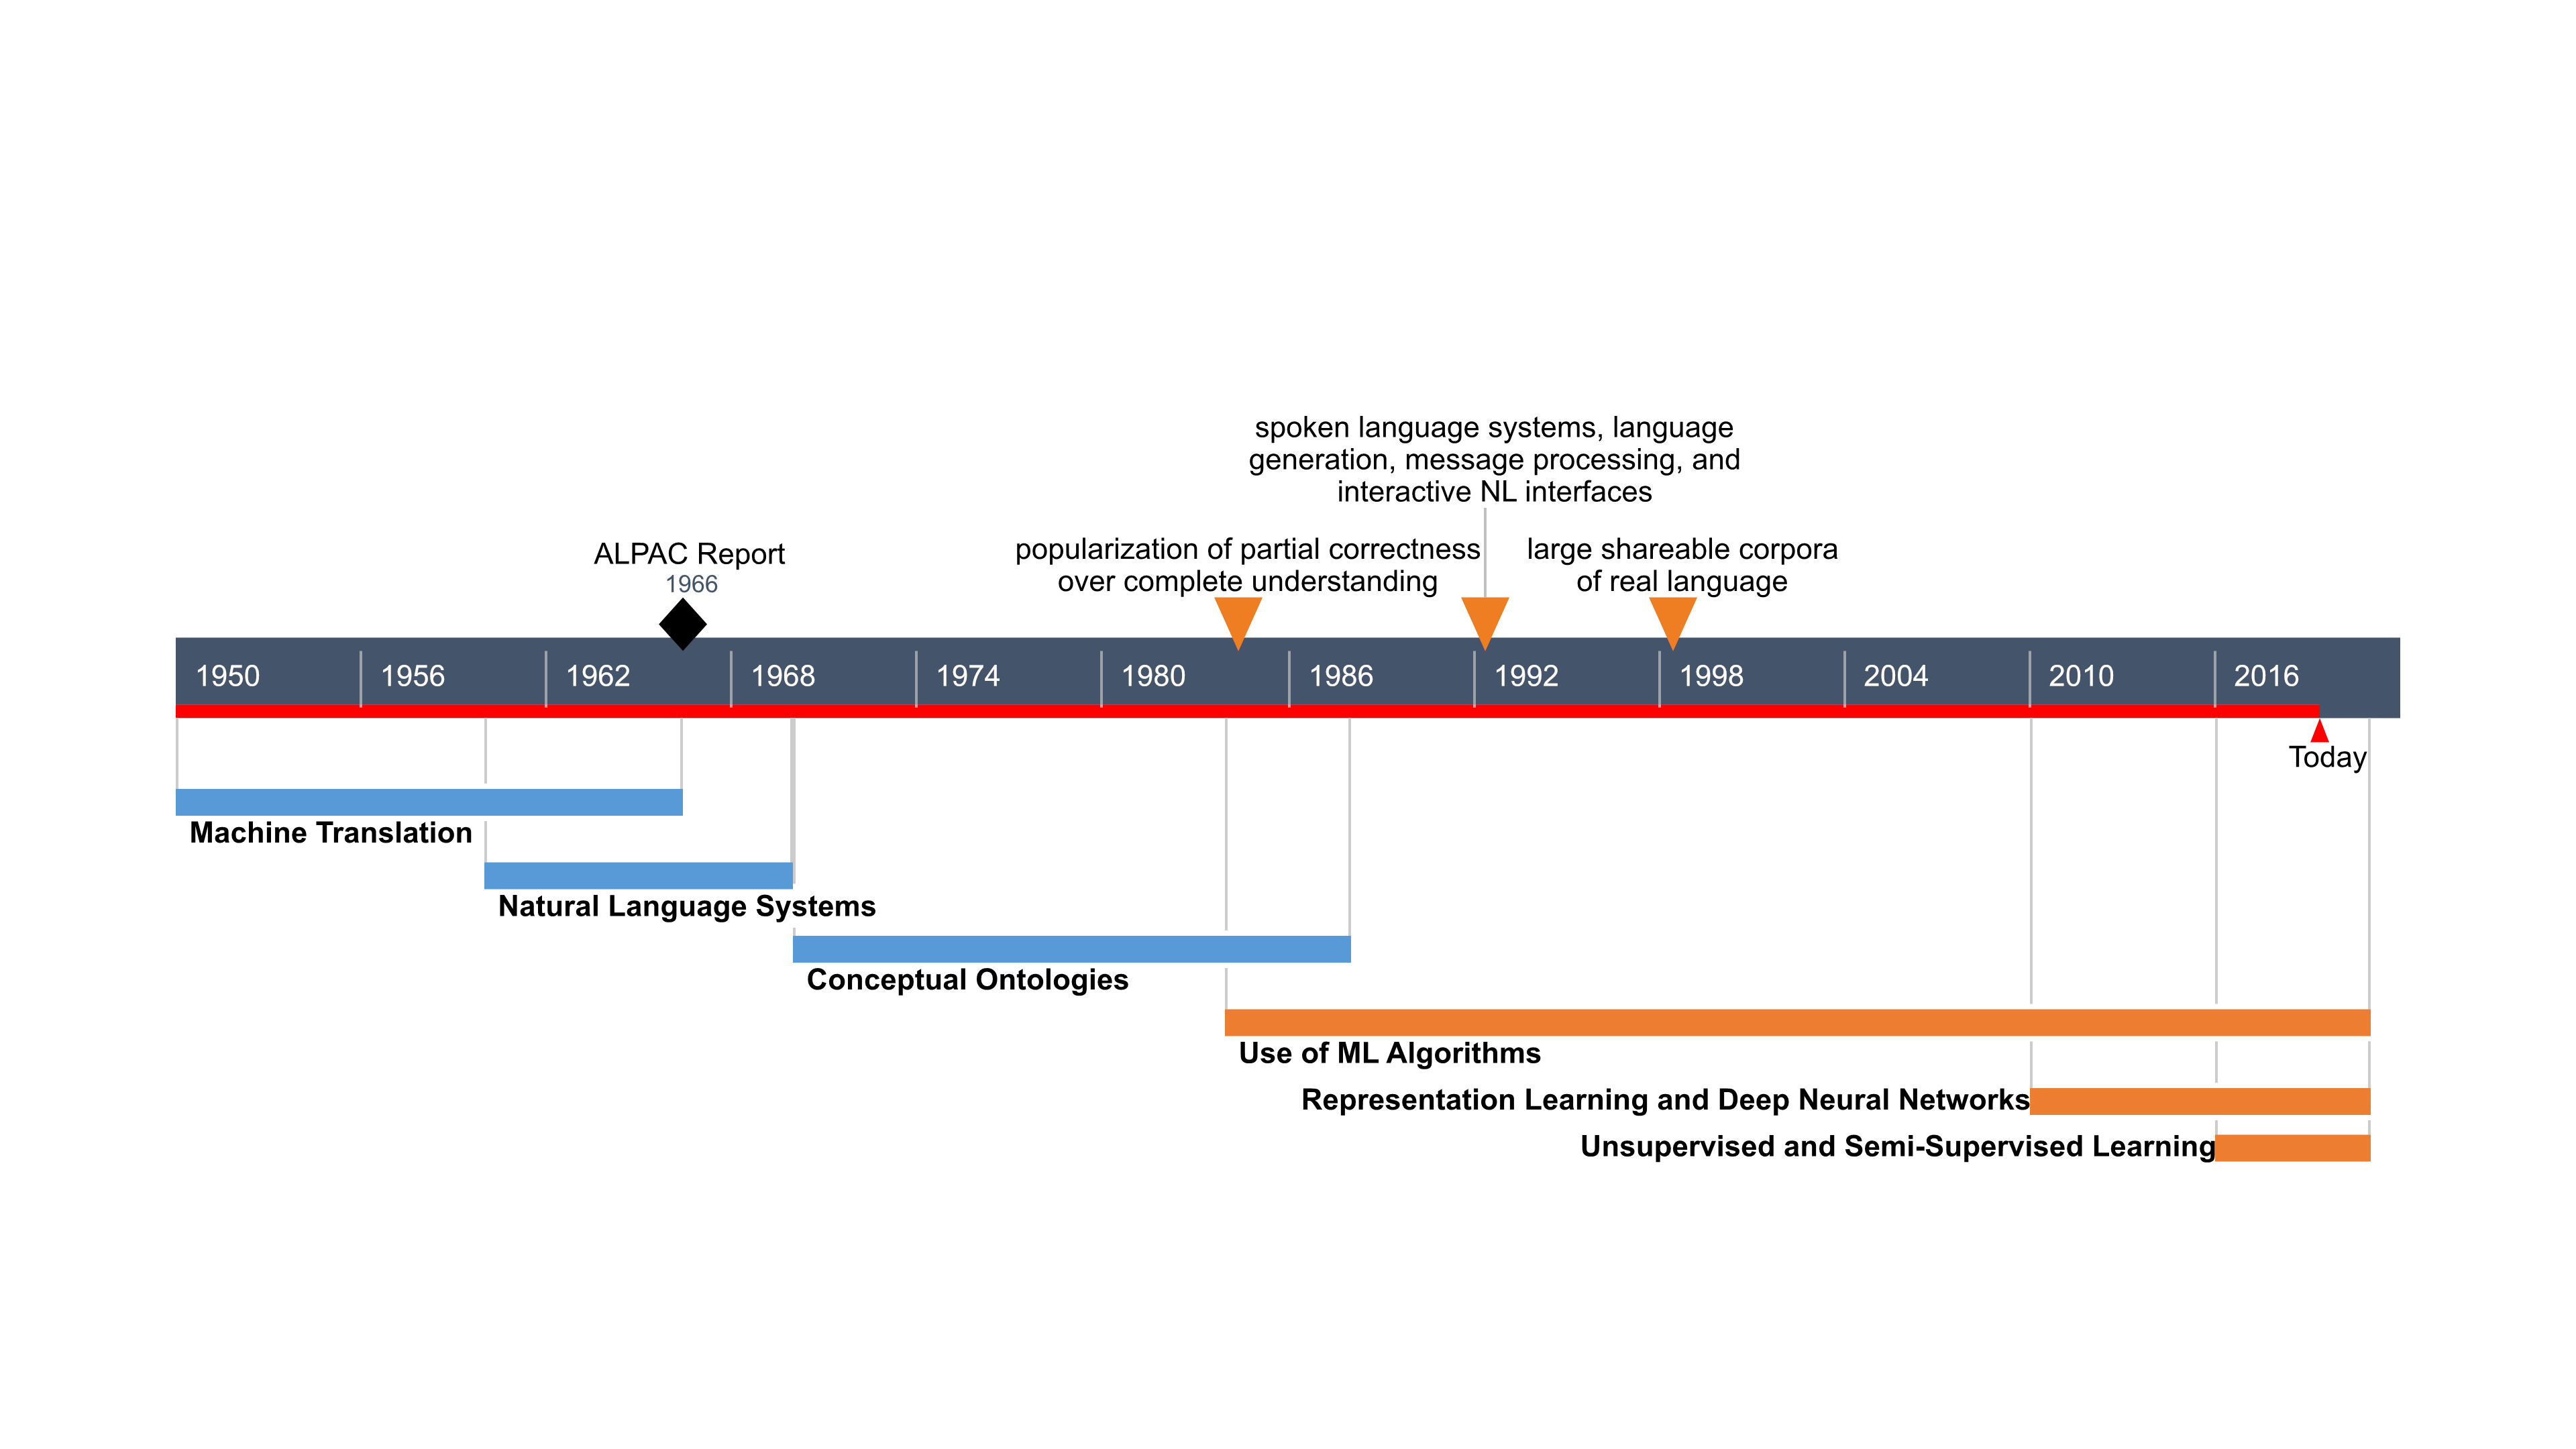 spoken language systems, language
generation, message processing, and
interactive NL interfaces
ALPAC Report
1966
popularization of partial correctness
over complete understanding
large shareable corpora
of real language
1950 1956 1962 1968 1974 1980 1986 1992 1998 2004 2010 2016
Today
Machine Translation
Natural Language Systems
Conceptual Ontologies
Use of ML Algorithms
Representation Learning and Deep Neural Networks
Unsupervised and Semi-Supervised Learning